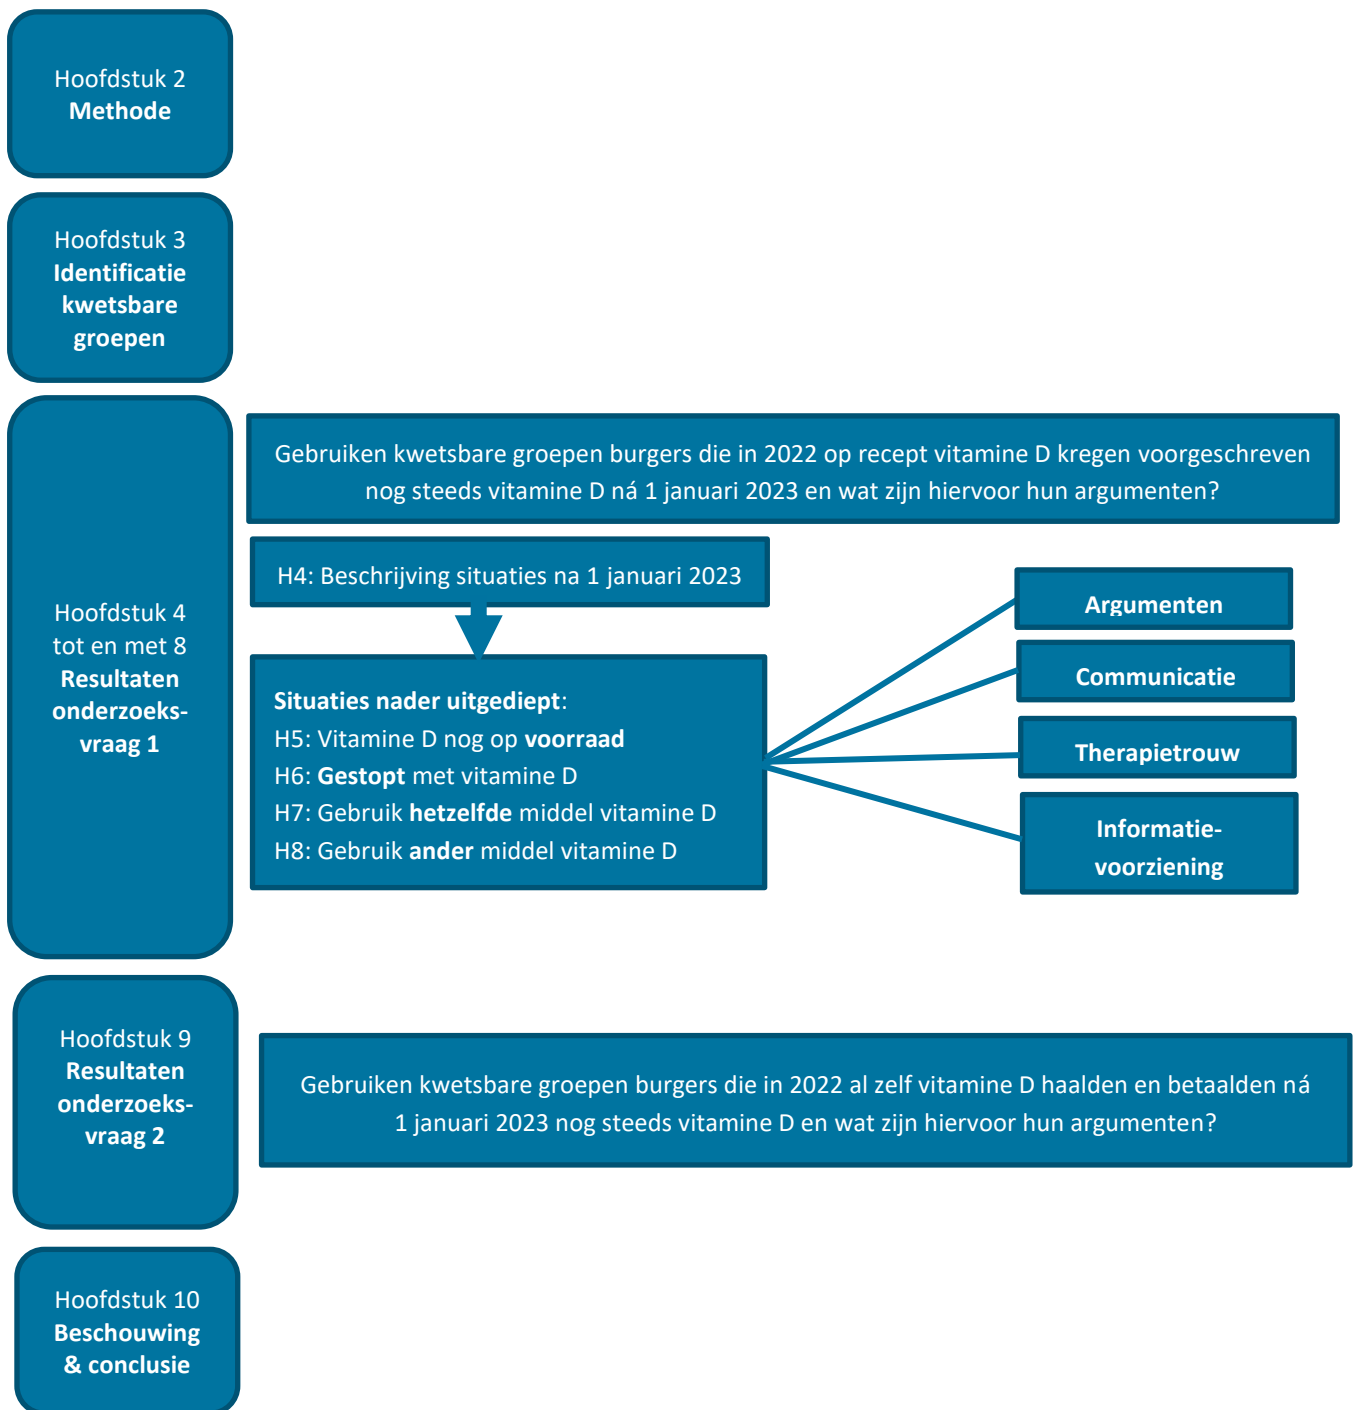 Hoofdstuk 2
Methode
Hoofdstuk 3
Identificatie
kwetsbare
groepen
Hoofdstuk 4
tot en met 8
Resultaten
onderzoeks-
vraag 1
Gebruiken kwetsbare groepen burgers die in 2022 op recept vitamine D kregen voorgeschreven
nog steeds vitamine D ná 1 januari 2023 en wat zijn hiervoor hun argumenten?
H4: Beschrijving situaties na 1 januari 2023
Situaties nader uitgediept:
H5: Vitamine D nog op voorraad
H6: Gestopt met vitamine D
H7: Gebruik hetzelfde middel vitamine D
H8: Gebruik ander middel vitamine D
Argumenten
Communicatie
Therapietrouw
Informatie-
voorziening
Hoofdstuk 9
Resultaten
onderzoeks-
vraag 2
Gebruiken kwetsbare groepen burgers die in 2022 al zelf vitamine D haalden en betaalden ná
1 januari 2023 nog steeds vitamine D en wat zijn hiervoor hun argumenten?
Hoofdstuk 10
Beschouwing
& conclusie